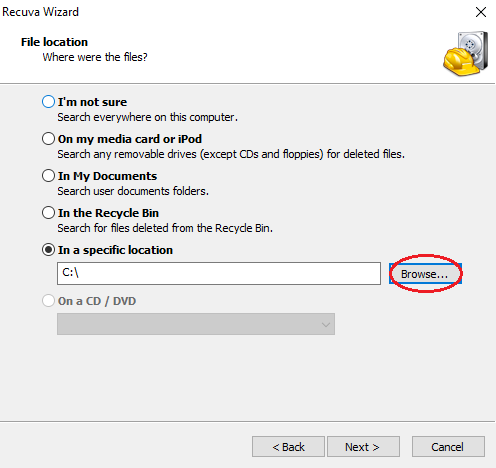 Recuva Wizard
File location
Where were the files?
I'm not sure
Search everywhere on this computer.
On my media card or iPod
Search any removable drives (except CDs and floppies) for deleted files.
In My Documents
Search user documents folders.
In the Recycle Bin
Search for files deleted from the Recycle Bin.
In a specific location
C:\
Browse...
On a CD / DVD
< Back
Next >
Cancel